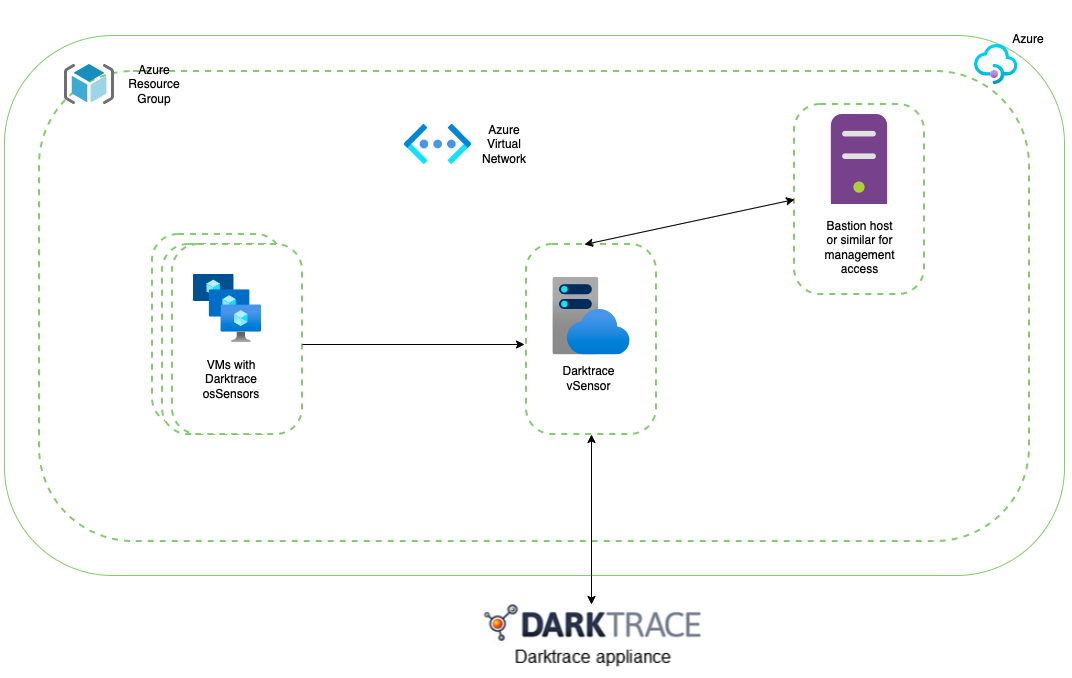 Azure
Azure
Resource
Group
Azure
Virtual
Network
Bastion host
or similar for
management
access
VMs with
Darktrace
osSensors
Darktrace
vSensor
DARKTRACE
Darktrace appliance